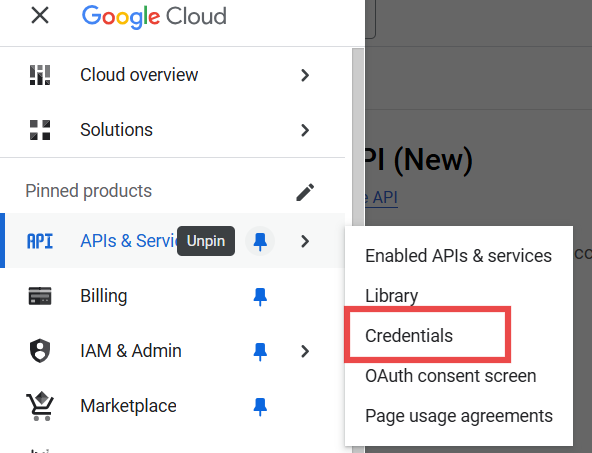 Google Cloud
Cloud overview
Solutions
PI (New)
Pinned products
API
API APIs & Servi
Unpin
Enabled APIs & services
Billing
Library
Credentials
IAM & Admin
OAuth consent screen
Marketplace
Page usage agreements